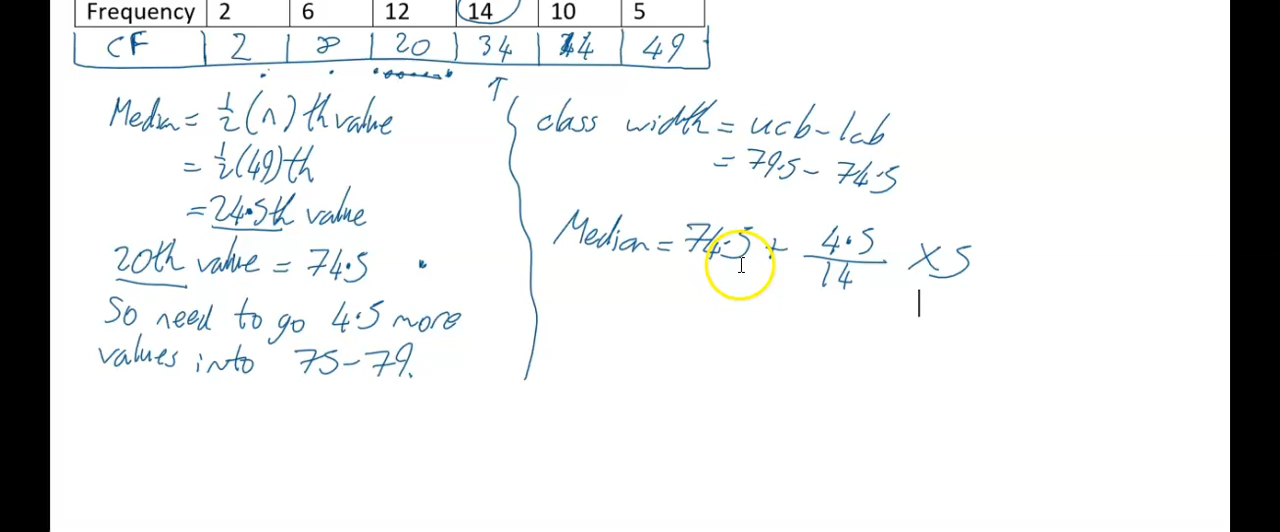 Frequency 2 6 12 14 10 5
CF 2 8 20 34 44 49
Median = 1/2 (n) th value
= 1/2 (49) th
= 24.5th value
20th value = 74.5
So need to go 4.5 more
values into 75-79.
class width = ucb - lcb
= 79.5 - 74.5
Median = 74.5 + 4.5/14 × 5